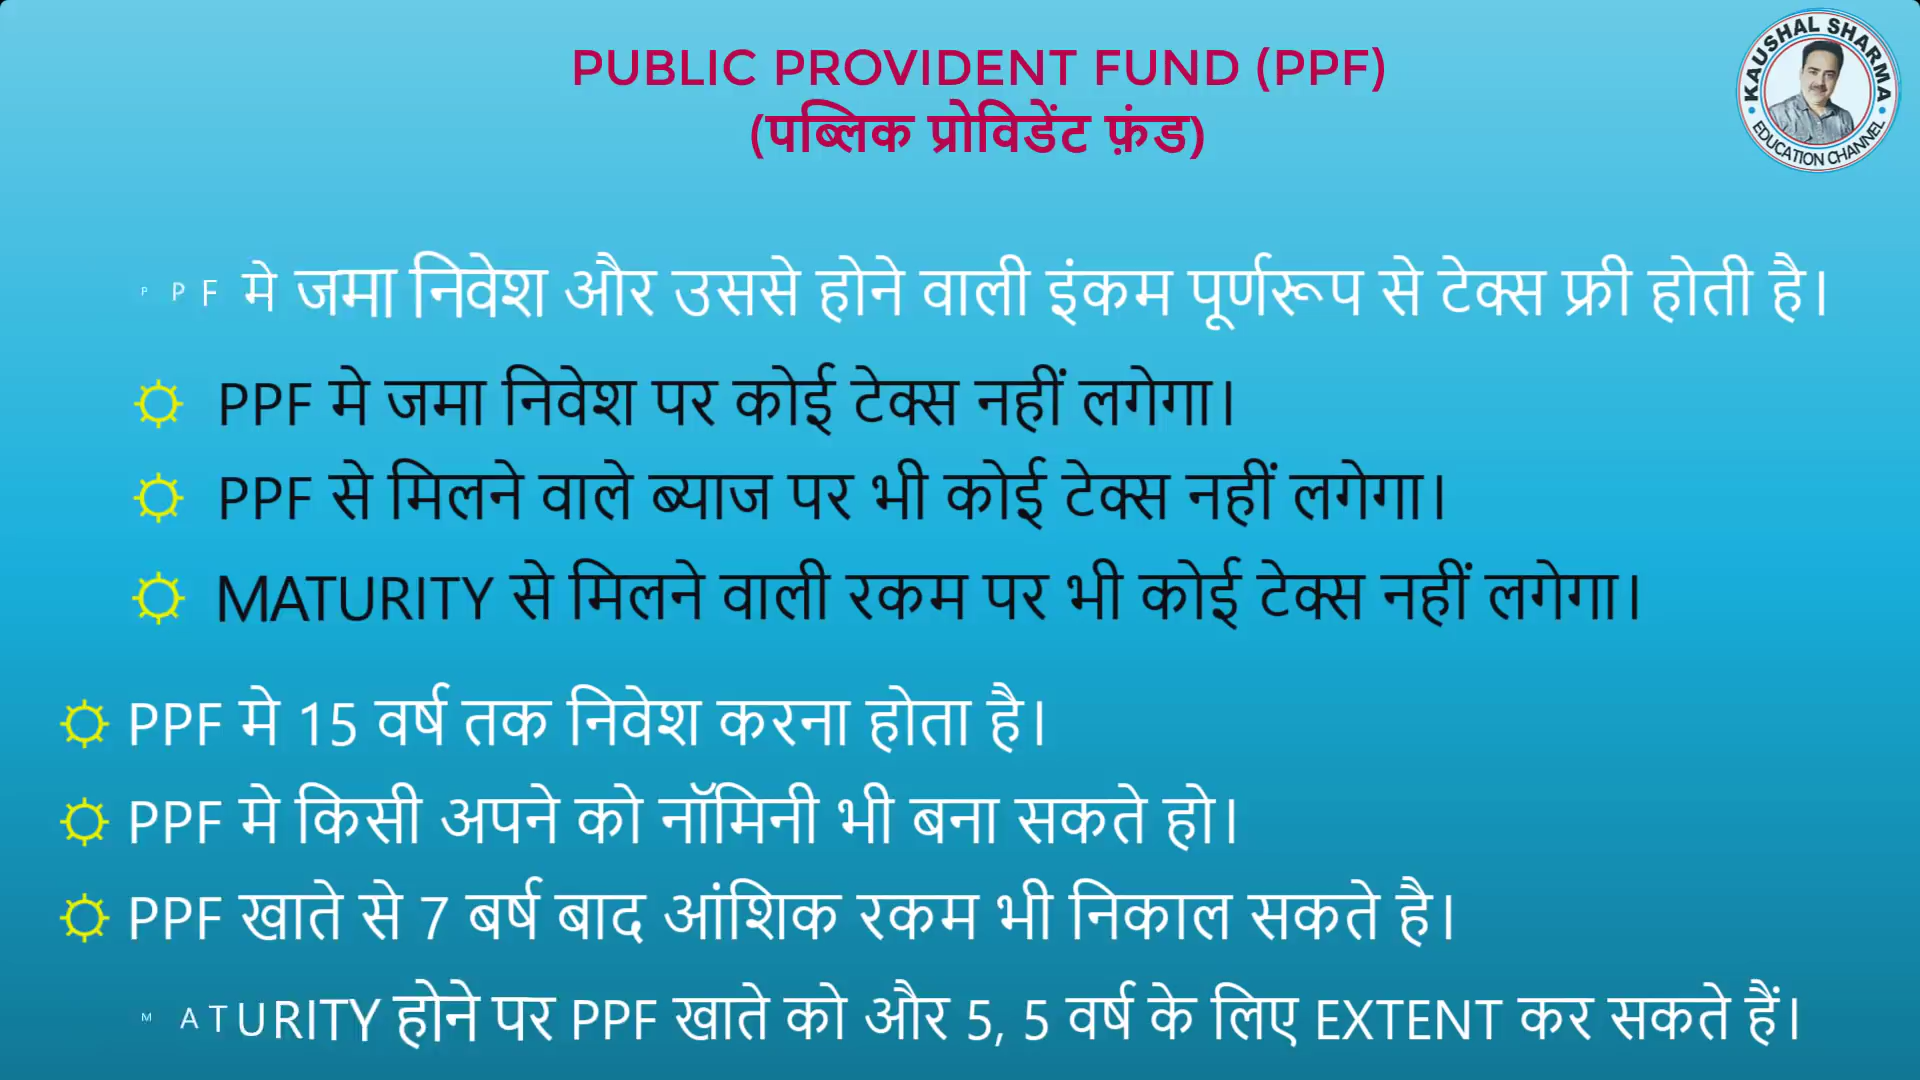 PUBLIC PROVIDENT FUND (PPF)
(पब्लिक प्रोविडेंट फ़ंड)
KAUSHAL SHARMA
EDUCATION CHANNEL
PPF मे जमा निवेश और उससे होने वाली इंकम पूर्णरूप से टेक्स फ्री होती है।
PPF मे जमा निवेश पर कोई टेक्स नहीं लगेगा।
PPF से मिलने वाले ब्याज पर भी कोई टेक्स नहीं लगेगा।
MATURITY से मिलने वाली रकम पर भी कोई टेक्स नहीं लगेगा।
PPF मे 15 वर्ष तक निवेश करना होता है।
PPF मे किसी अपने को नॉमिनी भी बना सकते हो।
PPF खाते से 7 बर्ष बाद आंशिक रकम भी निकाल सकते है।
MATURITY होने पर PPF खाते को और 5, 5 वर्ष के लिए EXTENT कर सकते हैं।